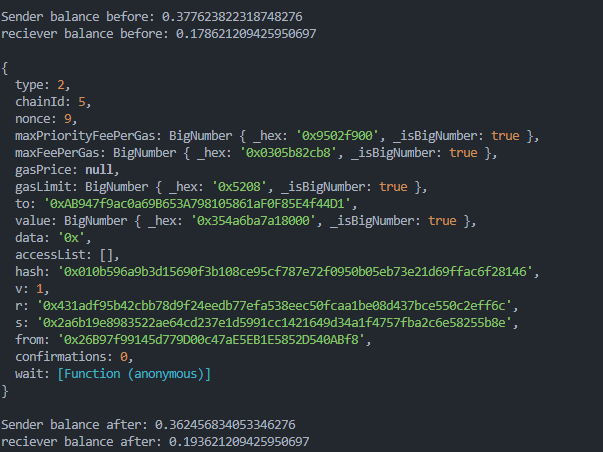 Sender balance before: 0.377623822318748276
reciever balance before: 0.178621209425950697
{
type: 2,
chainId: 5,
nonce: 9,
maxPriorityFeePerGas: BigNumber { _hex: '0x9502f900', _isBigNumber: true },
maxFeePerGas: BigNumber { _hex: '0x0305b82cb8', _isBigNumber: true },
gasPrice: null,
gasLimit: BigNumber { _hex: '0x5208', _isBigNumber: true },
to: '0xAB947f9ac0a69B653A798105861aF0F85E4f44D1',
value: BigNumber { _hex: '0x354a6ba7a18000', _isBigNumber: true },
data: '0x',
accessList: [],
hash: '0x010b596a9b3d15690f3b108ce95cf787e72f0950b05eb73e21d69ffac6f28146',
v: 1,
r: '0x431adf95b42cbb78d9f24eedb77efa538eec50fcaa1be08d437bce550c2eff6c',
s: '0x2a6b19e8983522ae64cd237e1d5991cc1421649d34a1f4757fba2c6e58255b8e',
from: '0x26B97f99145d779D00c47aE5EB1E5852D540ABf8',
confirmations: 0,
wait: [Function (anonymous)]
}
Sender balance after: 0.362456834053346276
reciever balance after: 0.193621209425950697